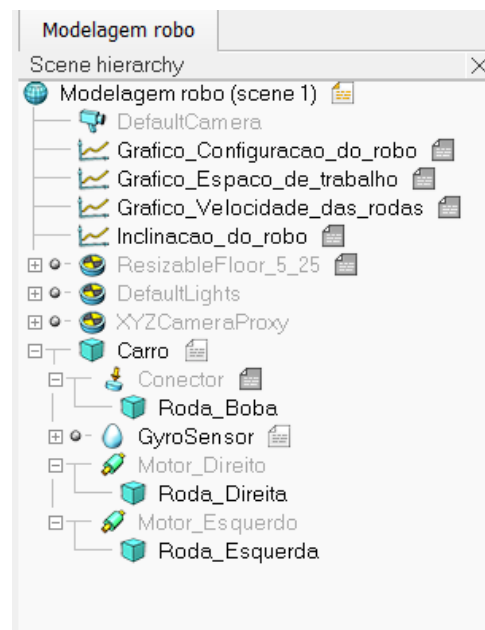 Modelagem robo
Scene hierarchy
Modelagem robo (scene 1)
DefaultCamera
Grafico_Configuracao_do_robo
Grafico_Espaco_de_trabalho
Grafico_Velocidade_das_rodas
Inclinacao_do_robo
ResizableFloor_5_25
DefaultLights
XYZCameraProxy
Carro
Conector
Roda_Boba
GyroSensor
Motor_Direito
Roda_Direita
Motor_Esquerdo
Roda_Esquerda